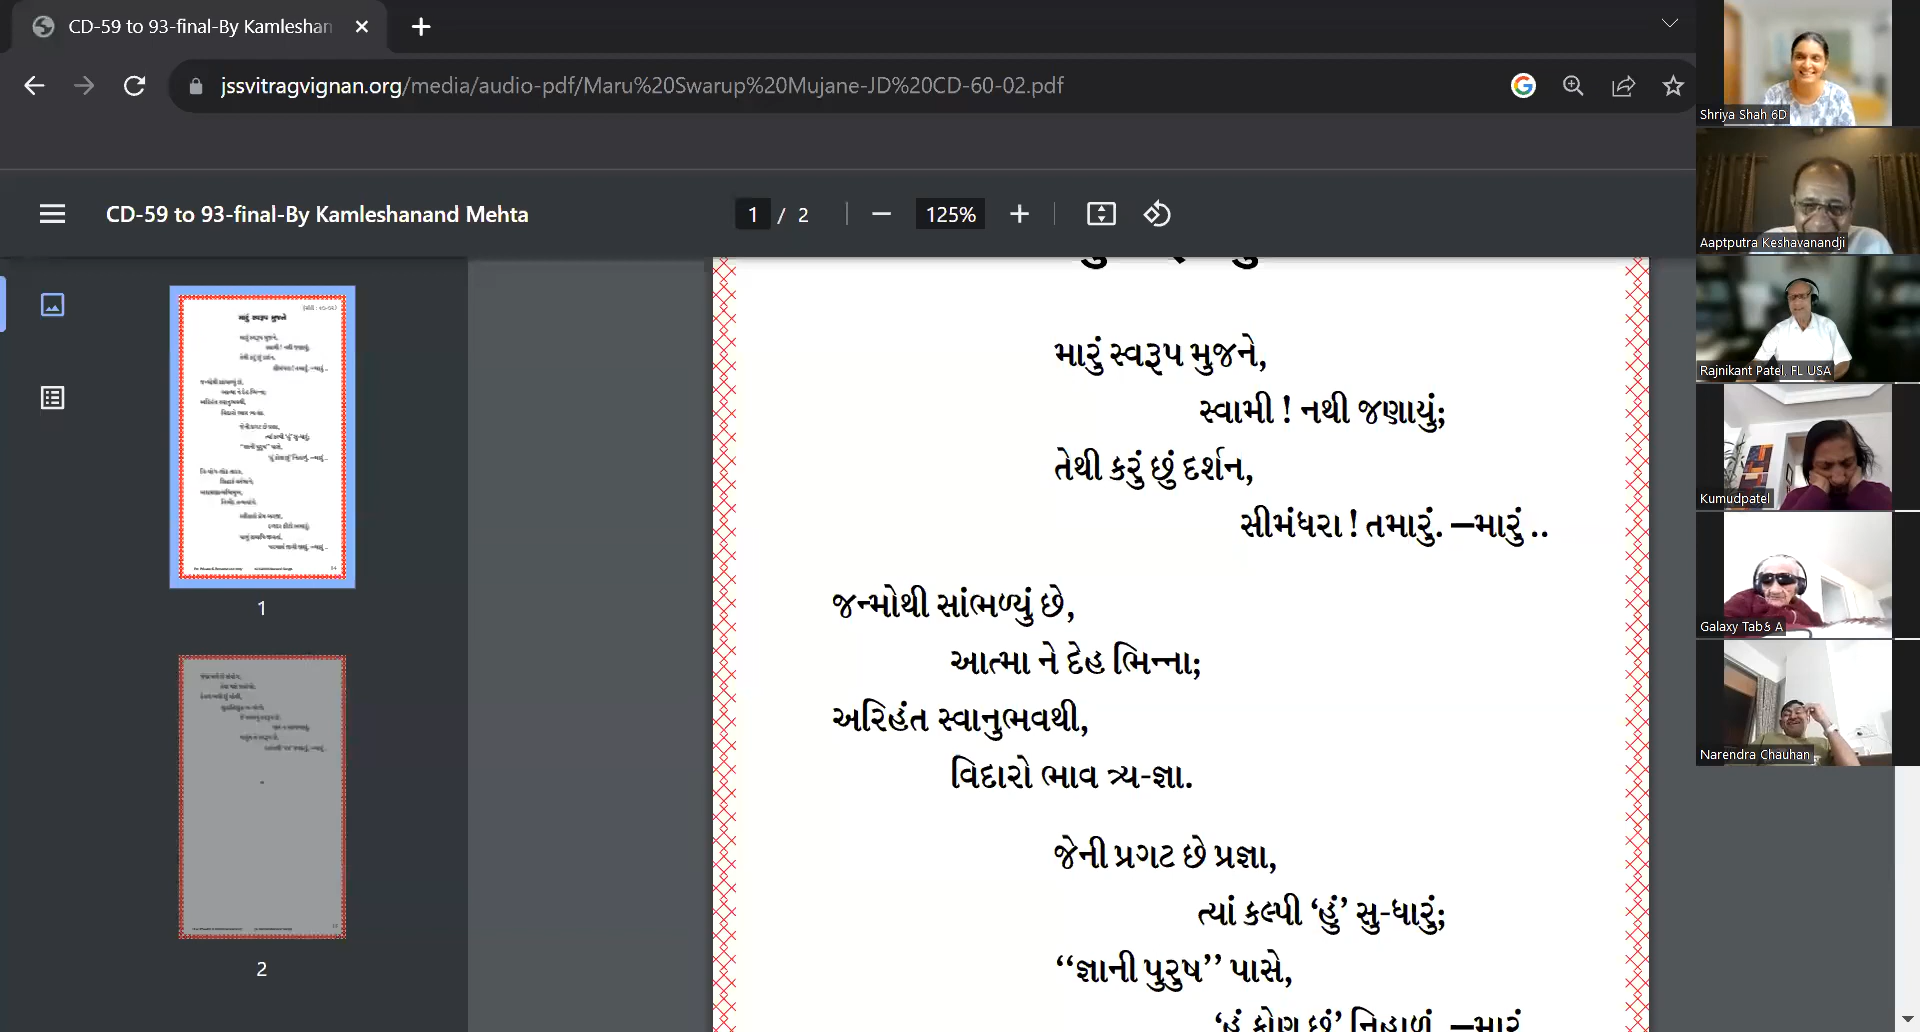 CD-59 to 93-final-By Kamleshan
jssvitragvignan.org/media/audio-pdf/Maru%20Swarup%20Mujane-JD%20CD-60-02.pdf
CD-59 to 93-final-By Kamleshanand Mehta
1 / 2
125%
મારું સ્વરૂપ મુજને,
સ્વામી ! નથી જણાયું;
તેથી કરું છું દર્શન,
સીમંધરા ! તમારું. –મારું ..
જન્મોથી સાંભળ્યું છે,
આત્મા ને દેહ ભિન્ના;
અરિહંત સ્વાનુભવથી,
વિદારો ભાવ ત્ર્ય-જ્ઞા.
જેની પ્રગટ છે પ્રજ્ઞા,
ત્યાં કલ્પી ‘હું’ સુ-ધારું;
‘‘જ્ઞાની પુરુષ’’ પાસે,
‘હું કોણ છું’ નિહાળું –મારું
1
2
Shriya Shah 6D
Aaptputra Keshavanandji
Rajnikant Patel, FL USA
Kumudpatel
Galaxy Tab S A
Narendra Chauhan